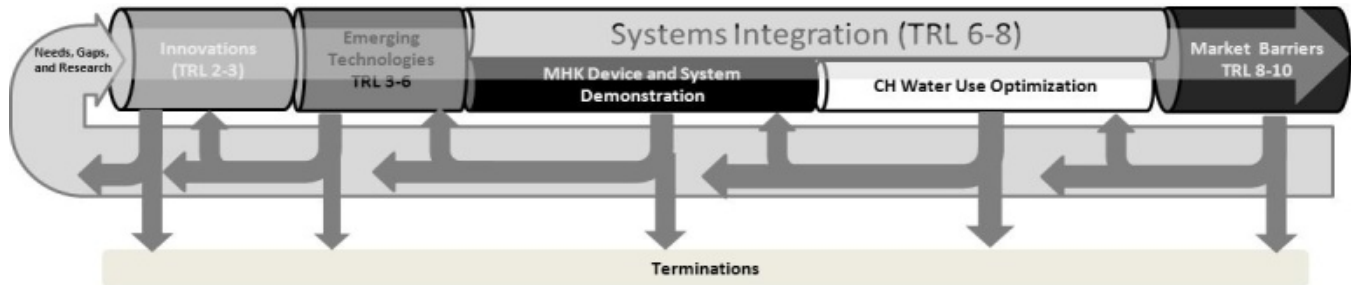 Needs, Gaps,
and Research
Innovations
(TRL 2-3)
Emerging
Technologies
TRL 3-6
Systems Integration (TRL 6-8)
MHK Device and System
Demonstration
CH Water Use Optimization
Market Barriers
TRL 8-10
Terminations